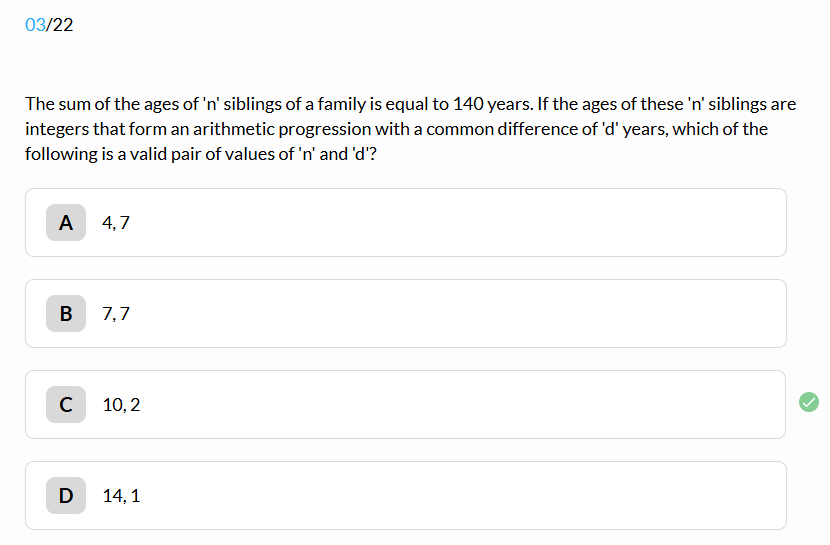 03/22
The sum of the ages of 'n' siblings of a family is equal to 140 years. If the ages of these 'n' siblings are
integers that form an arithmetic progression with a common difference of 'd' years, which of the
following is a valid pair of values of 'n' and 'd'?
A 4, 7
B 7, 7
C 10, 2
D 14, 1